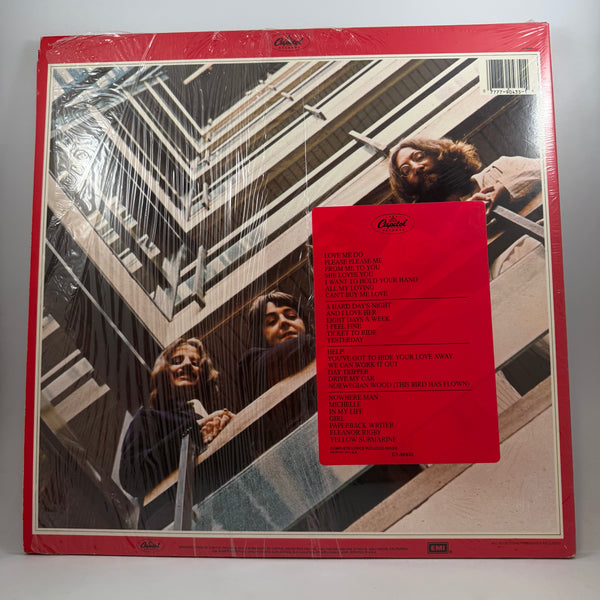 Capitol
7777-90435-1
Capitol
LOVE ME DO
PLEASE PLEASE ME
FROM ME TO YOU
SHE LOVES YOU
I WANT TO HOLD YOUR HAND
ALL MY LOVING
CAN'T BUY ME LOVE
A HARD DAY'S NIGHT
AND I LOVE HER
EIGHT DAYS A WEEK
I FEEL FINE
TICKET TO RIDE
YESTERDAY
HELP!
YOU'VE GOT TO HIDE YOUR LOVE AWAY
WE CAN WORK IT OUT
DAY TRIPPER
DRIVE MY CAR
NORWEGIAN WOOD (THIS BIRD HAS FLOWN)
NOWHERE MAN
MICHELLE
IN MY LIFE
GIRL
PAPERBACK WRITER
ELEANOR RIGBY
YELLOW SUBMARINE
Capitol
EMI